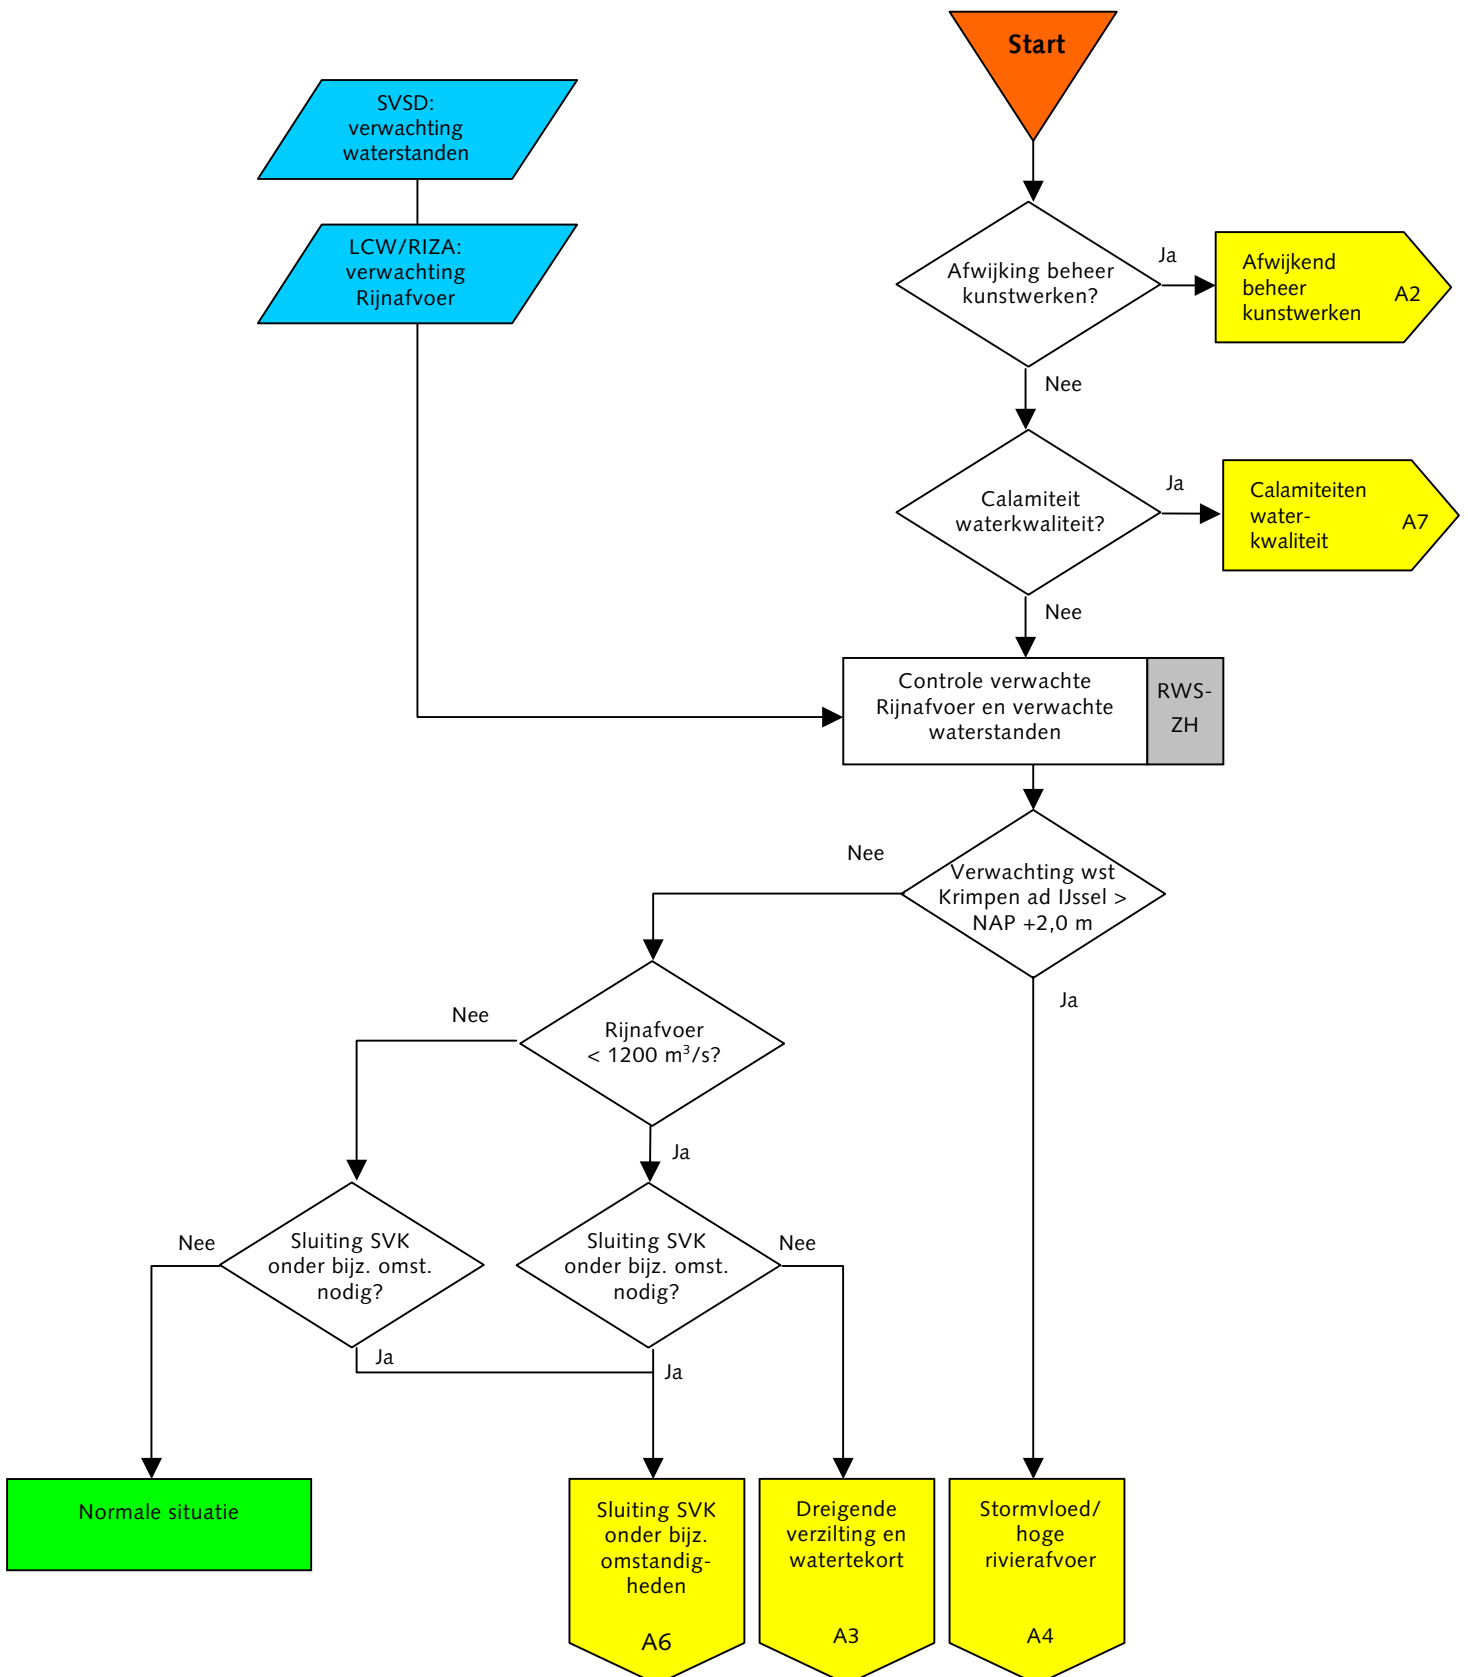 Start
SVSD:
verwachting
waterstanden
LCW/RIZA:
verwachting
Rijnafvoer
Afwijking beheer
kunstwerken?
Ja
Afwijkend
beheer
kunstwerken
A2
Nee
Calamiteit
waterkwaliteit?
Ja
Calamiteiten
water-
kwaliteit
A7
Nee
Controle verwachte
Rijnafvoer en verwachte
waterstanden
RWS-
ZH
Verwachting wst
Krimpen ad IJssel >
NAP +2,0 m
Nee
Ja
Rijnafvoer
< 1200 m³/s?
Nee
Ja
Sluiting SVK
onder bijz. omst.
nodig?
Nee
Ja
Sluiting SVK
onder bijz. omst.
nodig?
Nee
Ja
Normale situatie
Sluiting SVK
onder bijz.
omstandig-
heden
A6
Dreigende
verzilting en
watertekort
A3
Stormvloed/
hoge
rivierafvoer
A4